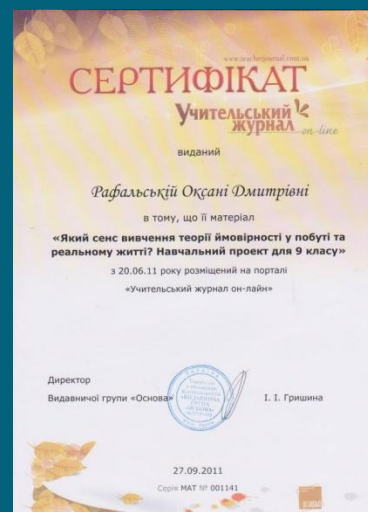 www.teacherjournal.com.ua
СЕРТИФІКАТ
Учительський
журнал on-line
виданий
Рафальській Оксані Дмитрівні
в тому, що її матеріал
«Який сенс вивчення теорії ймовірності у побуті та
реальному житті? Навчальний проект для 9 класу»
з 20.06.11 року розміщений на порталі
«Учительський журнал он-лайн»
Директор
Видавничої групи «Основа»
І. І. Гришина
27.09.2011
Серія МАТ № 001141